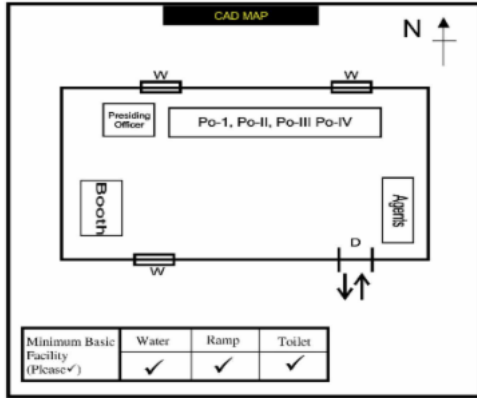 CAD MAP
N
W W
Presiding
Officer
Po-1, Po-II, Po-III Po-IV
Booth
Agents
W
D
Minimum Basic
Facility
(Please✓)
Water Ramp Toilet
✓ ✓ ✓